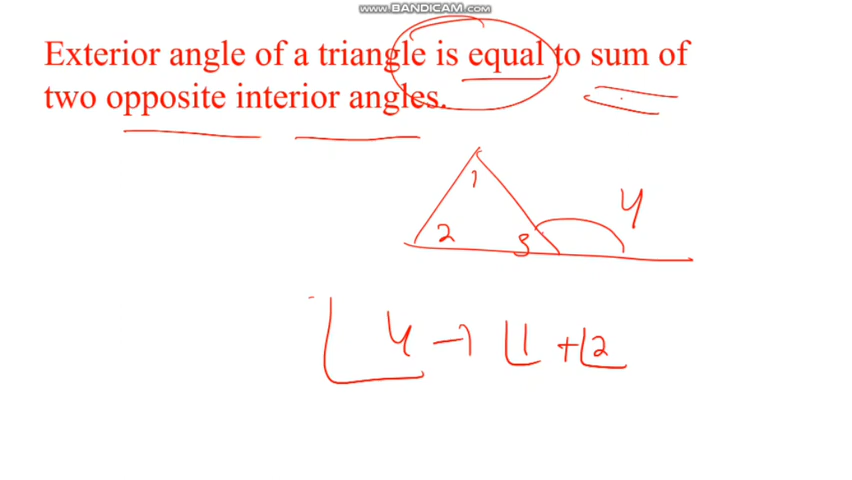 www.BANDICAM.com
Exterior angle of a triangle is equal to sum of
two opposite interior angles.
1
4
2
3
∠4 → ∠1 + ∠2